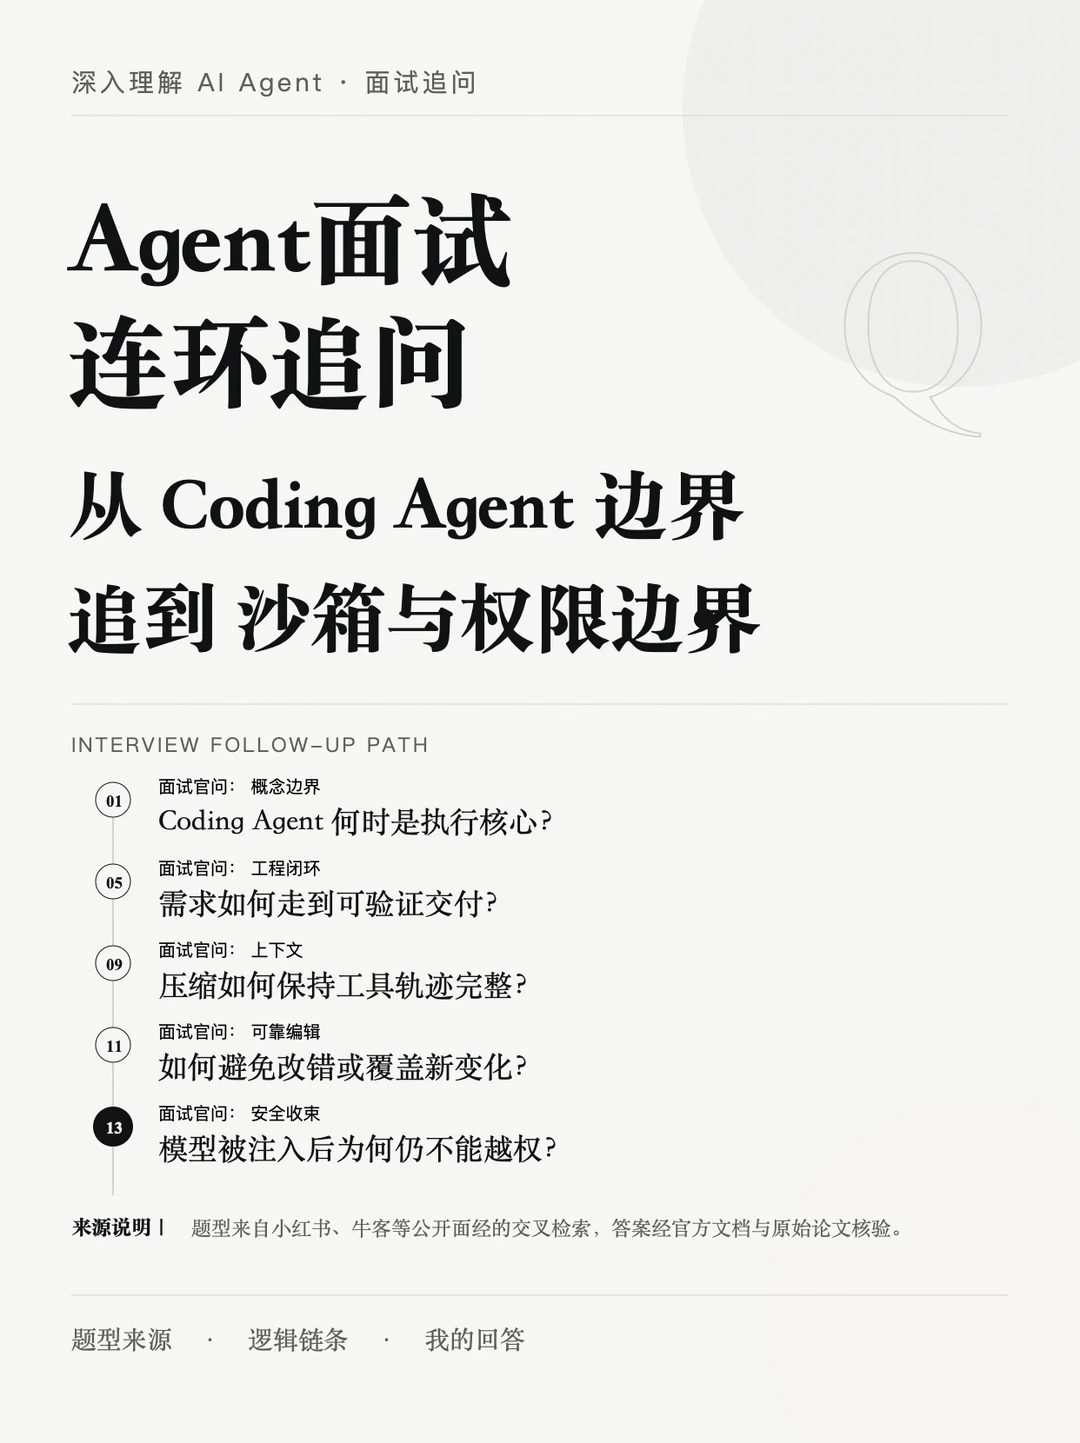 深入理解 AI Agent · 面试追问
Agent面试
连环追问
Q
从 Coding Agent 边界
追到 沙箱与权限边界
INTERVIEW FOLLOW-UP PATH
01
面试官问： 概念边界
Coding Agent 何时是执行核心？
05
面试官问： 工程闭环
需求如何走到可验证交付？
09
面试官问： 上下文
压缩如何保持工具轨迹完整？
11
面试官问： 可靠编辑
如何避免改错或覆盖新变化？
13
面试官问： 安全收束
模型被注入后为何仍不能越权？
来源说明 | 题型来自小红书、牛客等公开面经的交叉检索，答案经官方文档与原始论文核验。
题型来源 · 逻辑链条 · 我的回答